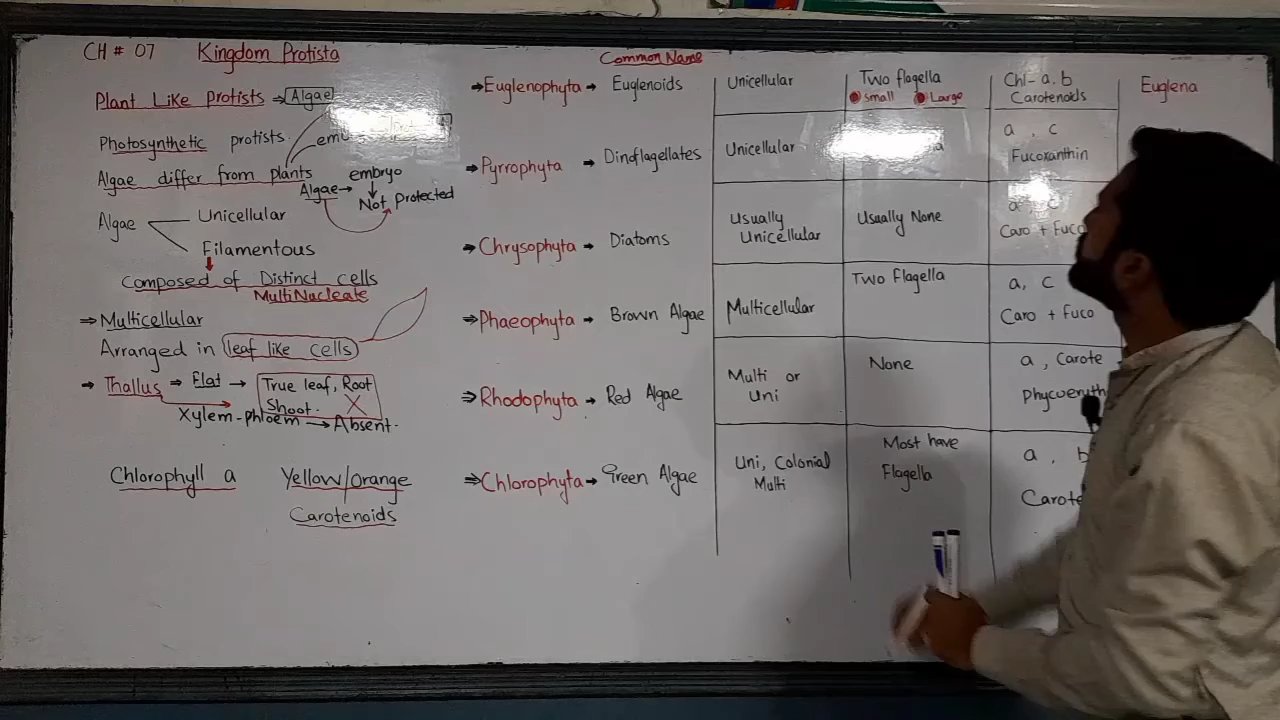 CH # 07 Kingdom Protista
Plant Like Protists ⇒ Algae
Photosynthetic protists
Algae differ from plants
embryo
Algae → Not Protected
Algae Unicellular
Filamentous
Composed of Distinct cells
MultiNucleate
⇒ Multicellular
Arranged in leaf like cells
→ Thallus ⇒ Flat → True leaf, Root
Shoot. X
Xylem-phloem → Absent.
Chlorophyll a Yellow/Orange
Carotenoids
Common Name
⇒ Euglenophyta → Euglenoids
⇒ Pyrrophyta → Dinoflagellates
⇒ Chrysophyta → Diatoms
⇒ Phaeophyta → Brown Algae
⇒ Rhodophyta → Red Algae
⇒ Chlorophyta → Green Algae
Unicellular
Two flagella
Small Large
Chl- a. b
Carotenoids
Euglena
Unicellular
a , c
Fucoxanthin
Usually
Unicellular
Usually None
a , c
Caro + Fuco
Multicellular
Two Flagella
a, c
Caro + Fuco
Multi or
Uni
None
a , Carote
Uni, Colonial
Multi
Most have
Flagella
a , b
Carote